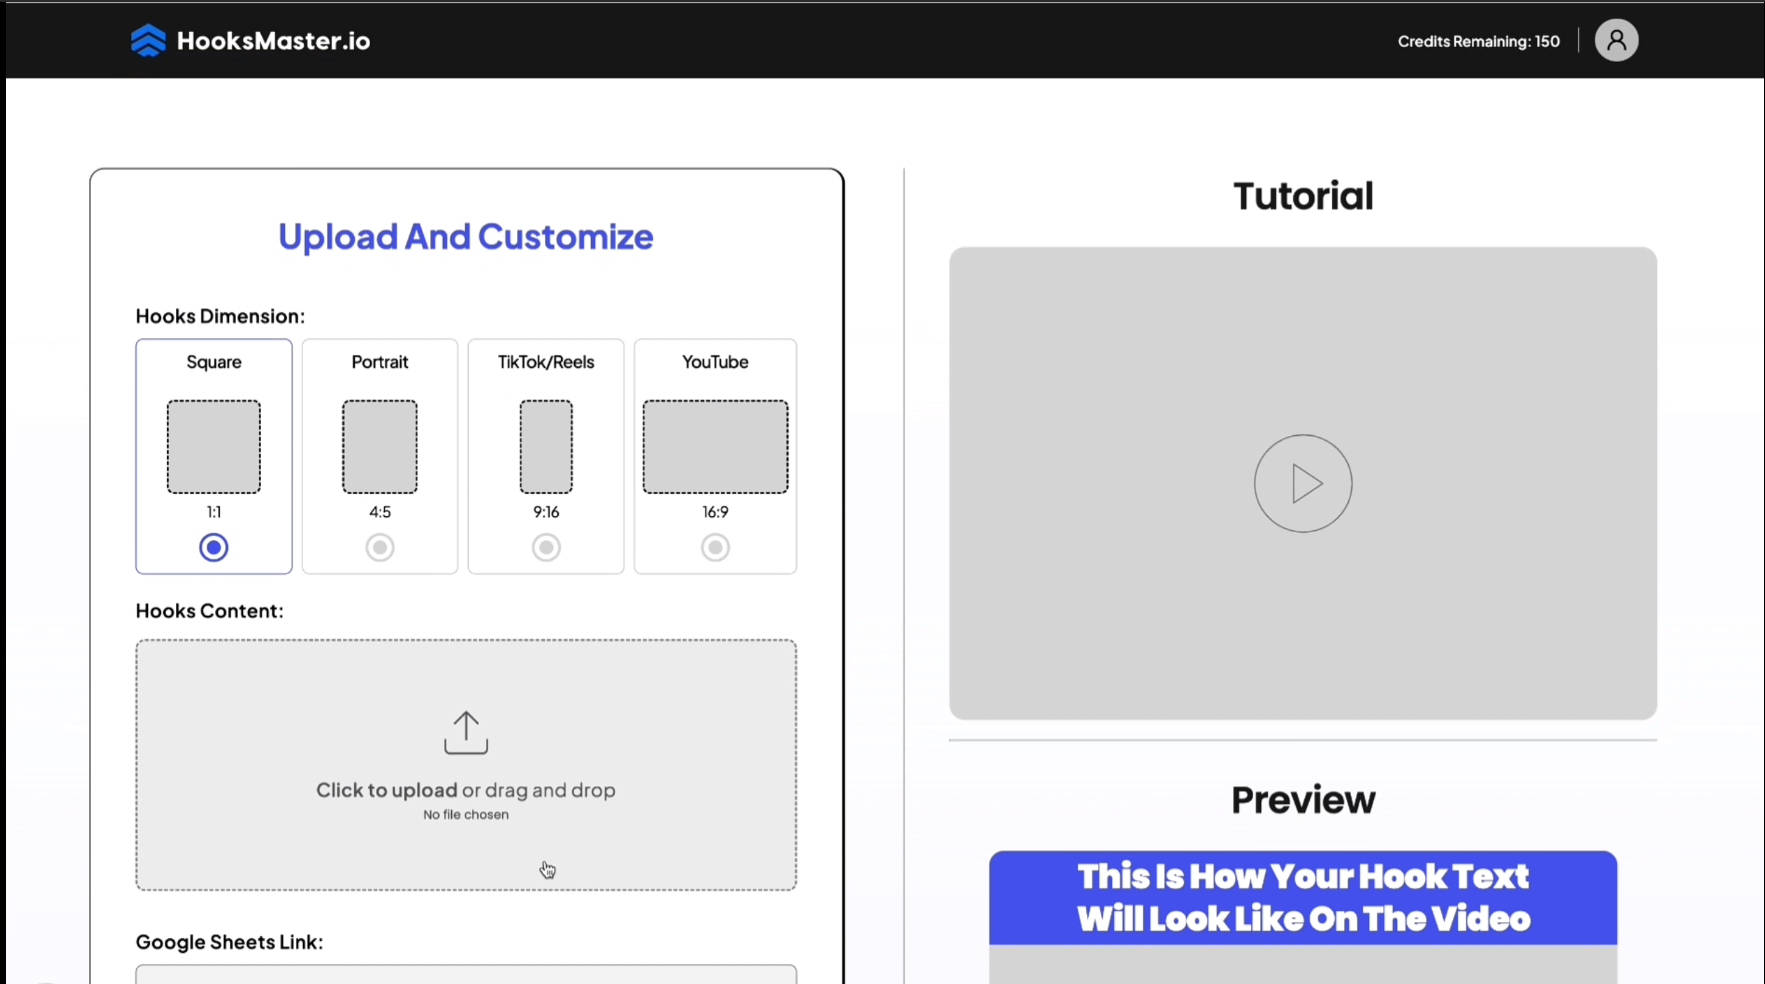 HooksMaster.io
Credits Remaining: 150
Upload And Customize
Hooks Dimension:
Square
Portrait
TikTok/Reels
YouTube
1:1
4:5
9:16
16:9
Hooks Content:
Click to upload or drag and drop
No file chosen
Google Sheets Link:
Tutorial
Preview
This Is How Your Hook Text
Will Look Like On The Video